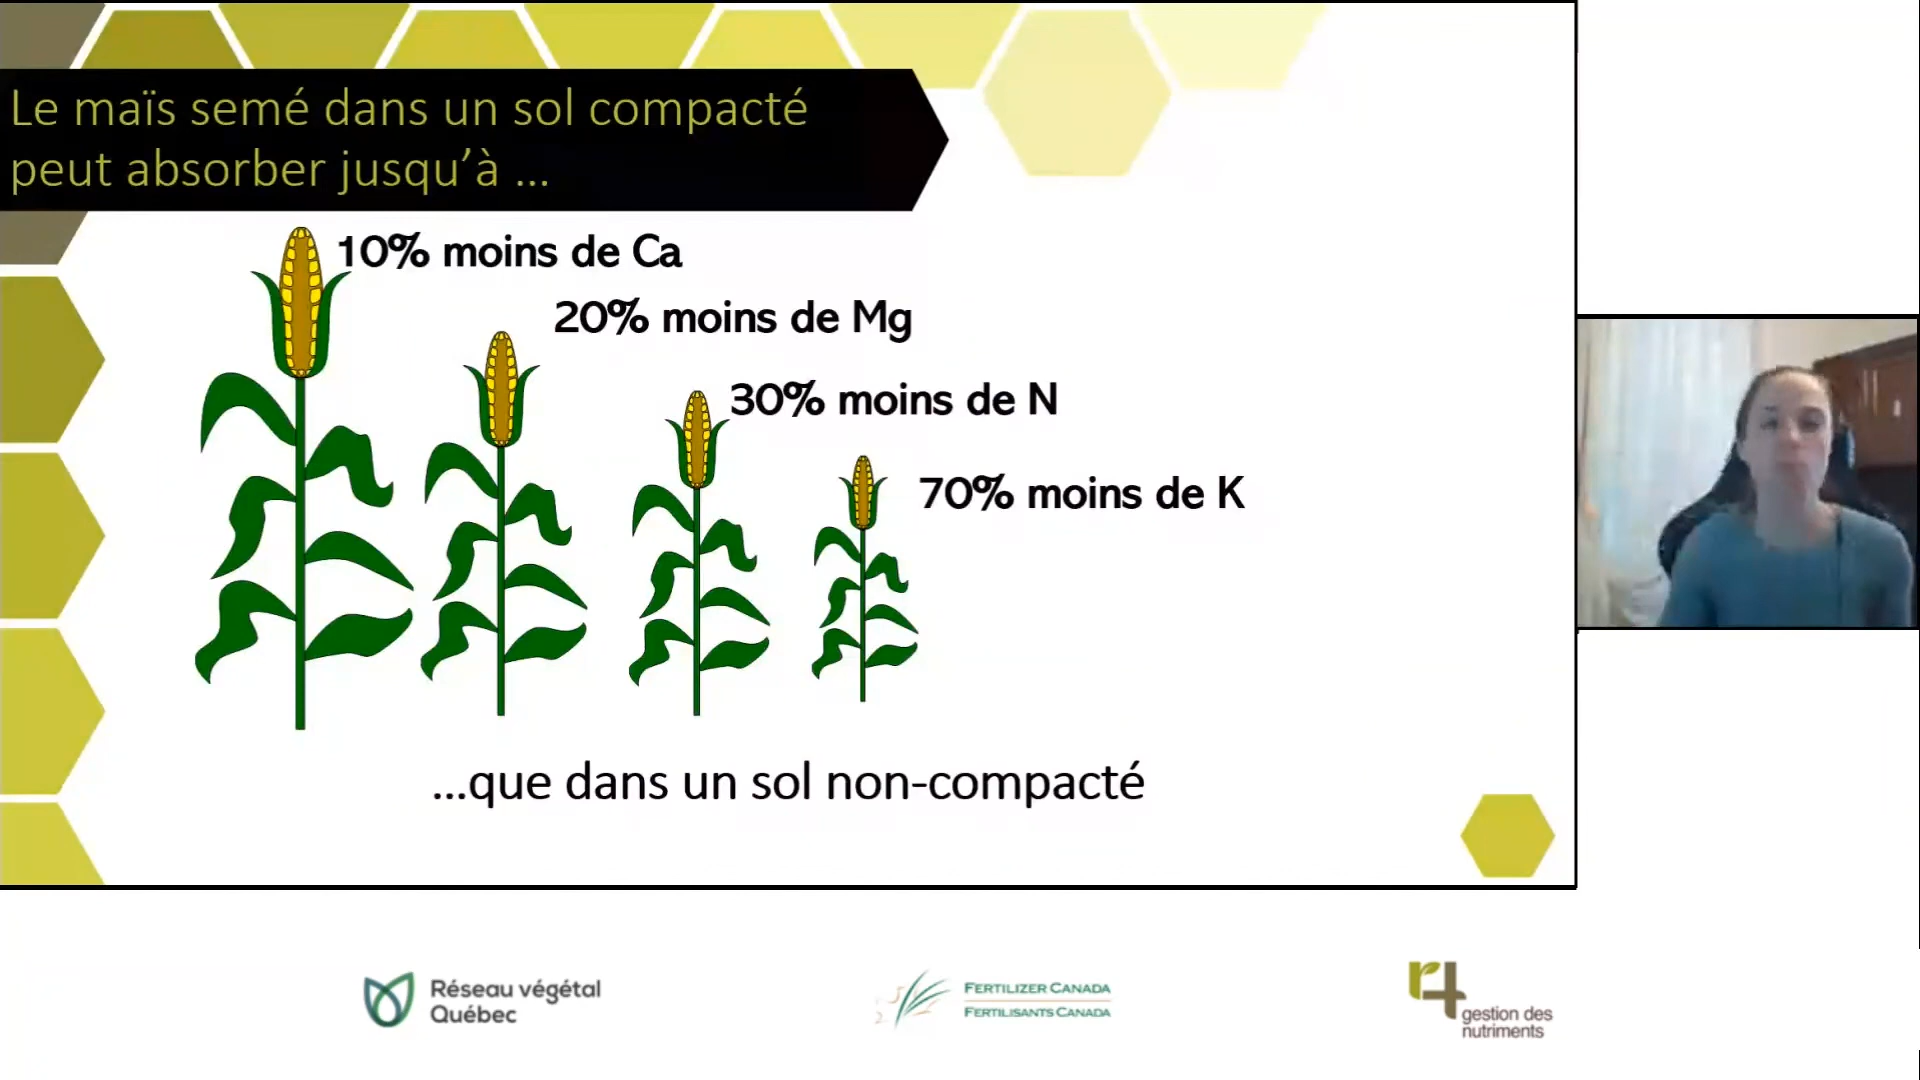 Le maïs semé dans un sol compacté
peut absorber jusqu’à ...
10% moins de Ca
20% moins de Mg
30% moins de N
70% moins de K
...que dans un sol non-compacté
Réseau végétal
Québec
FERTILIZER CANADA
FERTILISANTS CANADA
r4
gestion des
nutriments